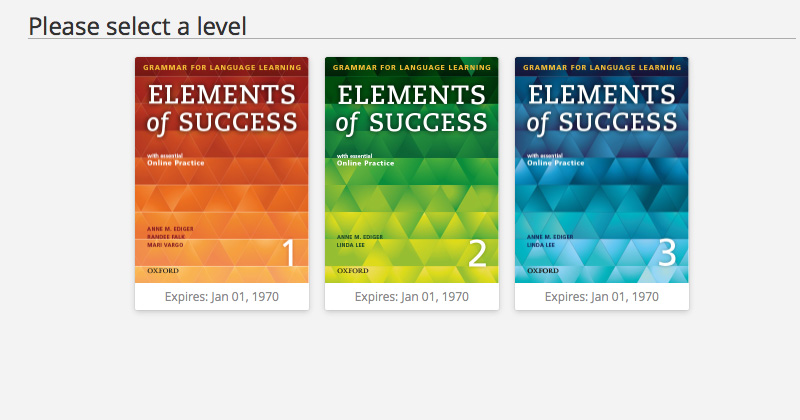 Please select a level
GRAMMAR FOR LANGUAGE LEARNING
ELEMENTS
of SUCCESS
with essential
Online Practice
ANNE M. EDIGER
RANDEE FALK
MARI VARGO
1
OXFORD
Expires: Jan 01, 1970
GRAMMAR FOR LANGUAGE LEARNING
ELEMENTS
of SUCCESS
with essential
Online Practice
ANNE M. EDIGER
LINDA LEE
2
OXFORD
Expires: Jan 01, 1970
GRAMMAR FOR LANGUAGE LEARNING
ELEMENTS
of SUCCESS
with essential
Online Practice
ANNE M. EDIGER
LINDA LEE
3
OXFORD
Expires: Jan 01, 1970